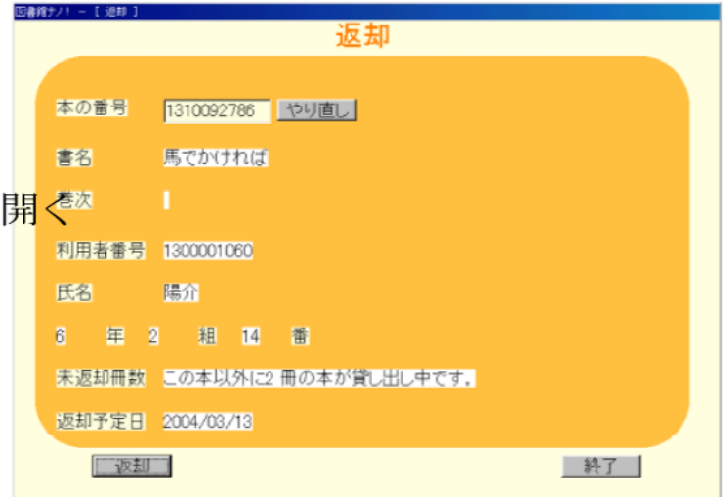 図書館ナノ! - [ 返却 ]
返却
本の番号 1310092786 やり直し
書名 馬でかければ
巻次
開く
利用者番号 1300001060
氏名 陽介
6 年 2 組 14 番
未返却冊数 この本以外に2 冊の本が貸し出し中です。
返却予定日 2004/03/13
返却 終了